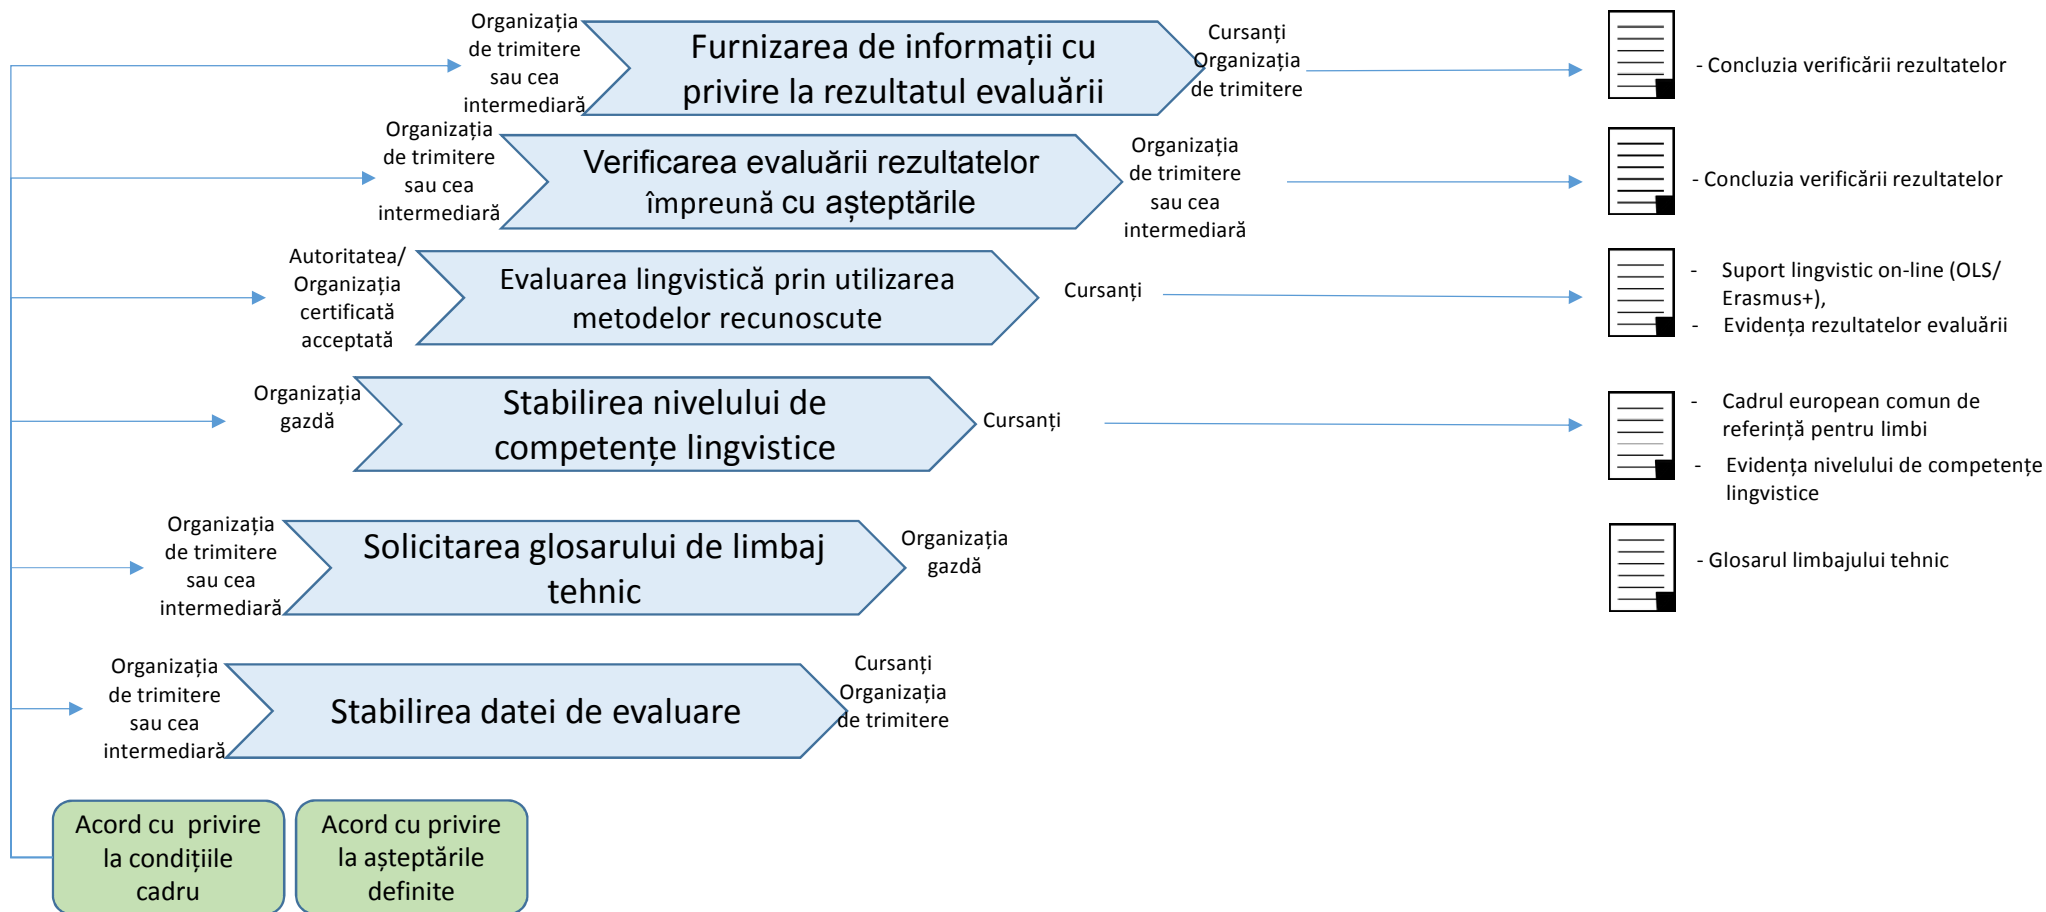 Organizația
de trimitere
sau cea
intermediară
Furnizarea de informații cu
privire la rezultatul evaluării
Cursanți
Organizația
de trimitere
- Concluzia verificării rezultatelor
Organizația
de trimitere
sau cea
intermediară
Verificarea evaluării rezultatelor
împreună cu așteptările
Organizația
de trimitere
sau cea
intermediară
- Concluzia verificării rezultatelor
Autoritatea/
Organizația
certificată
acceptată
Evaluarea lingvistică prin utilizarea
metodelor recunoscute
Cursanți
- Suport lingvistic on-line (OLS/
Erasmus+),
- Evidența rezultatelor evaluării
Organizația
gazdă
Stabilirea nivelului de
competențe lingvistice
Cursanți
- Cadrul european comun de
referință pentru limbi
- Evidența nivelului de competențe
lingvistice
Organizația
de trimitere
sau cea
intermediară
Solicitarea glosarului de limbaj
tehnic
Organizația
gazdă
- Glosarul limbajului tehnic
Organizația
de trimitere
sau cea
intermediară
Stabilirea datei de evaluare
Cursanți
Organizația
de trimitere
Acord cu privire
la condițiile
cadru
Acord cu privire
la așteptările
definite